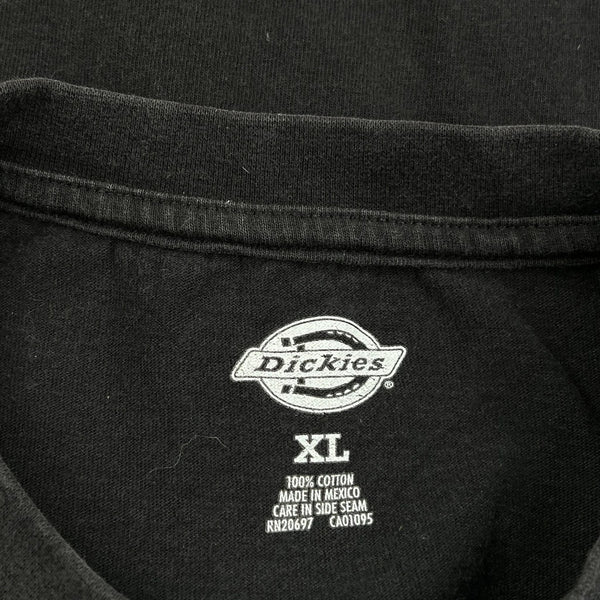 Dickies®
XL
100% COTTON
MADE IN MEXICO
CARE IN SIDE SEAM
RN20697 CA01095